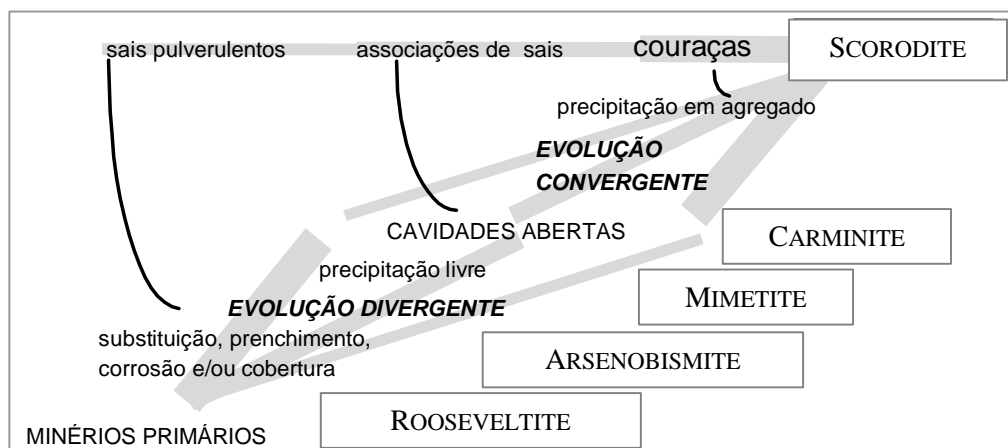 sais pulverulentos
associações de sais
couraças
SCORODITE
precipitação em agregado
EVOLUÇÃO
CONVERGENTE
CAVIDADES ABERTAS
CARMINITE
precipitação livre
MIMETITE
EVOLUÇÃO DIVERGENTE
substituição, prenchimento,
corrosão e/ou cobertura
ARSENOBISMITE
ROOSEVELTITE
MINÉRIOS PRIMÁRIOS